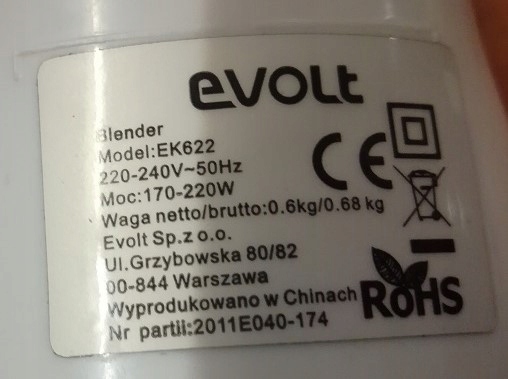 evolt
Blender
Model:EK622
220-240V~50Hz
Moc:170-220W
Waga netto/brutto:0.6kg/0.68 kg
Evolt Sp.z o.o.
Ul.Grzybowska 80/82
00-844 Warszawa
Wyprodukowano w Chinach
Nr partii:2011E040-174
CE
RoHS